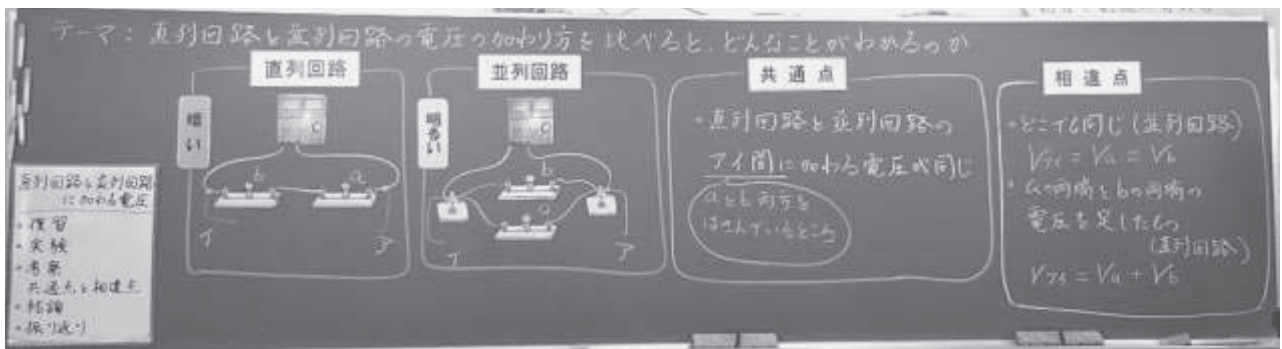 テーマ：直列回路と並列回路の電圧の加わり方を比べると、どんなことがわかるのか
直列回路と並列回路
に加わる電圧
・復習
・実験
・考察
共通点と相違点
・結論
・振り返り
直列回路
暗い
b
a
イ
ア
並列回路
明るい
b
a
イ
ア
共通点
・直列回路と並列回路の
アイ間に加わる電圧は同じ
aとb両方を
はさんでいるところ
相違点
・どこでも同じ(並列回路)
Vアイ = Va = Vb
・aの両端とbの両端の
電圧を足したもの
(直列回路)
Vアイ = Va + Vb